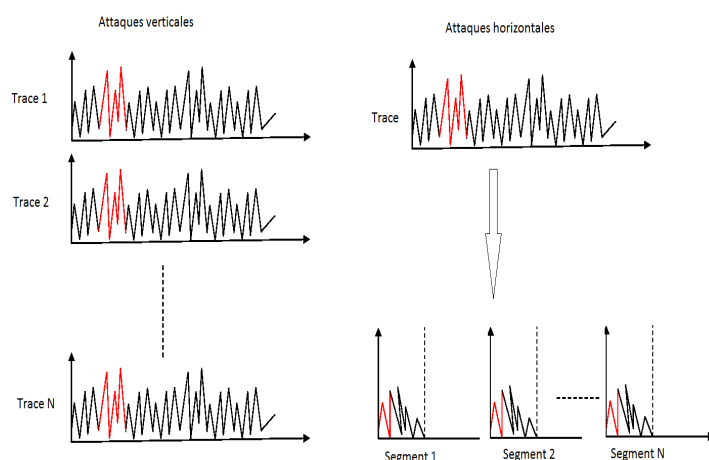 Attaques verticales
Trace 1
Trace 2
Trace N
Attaques horizontales
Trace
Segment 1
Segment 2
Segment N